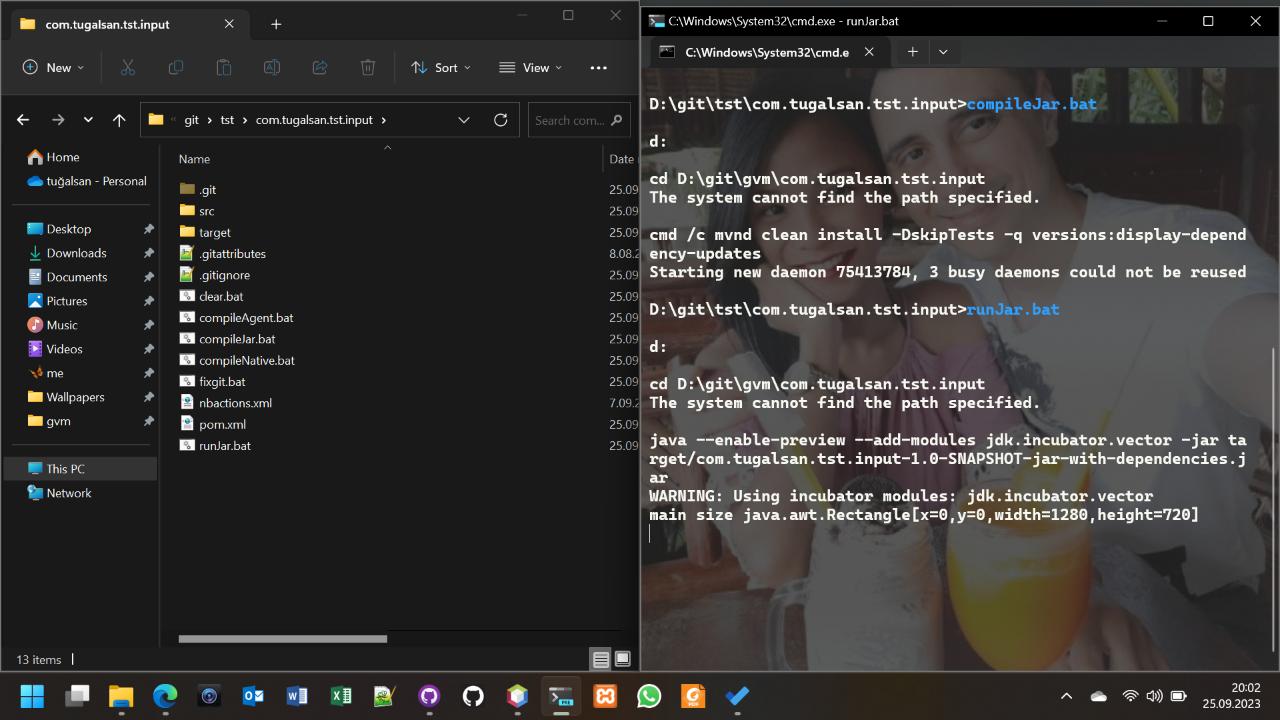 com.tugalsan.tst.input
New
Sort
View
git
tst
com.tugalsan.tst.input
Search com...
Home
tuğalsan - Personal
Desktop
Downloads
Documents
Pictures
Music
Videos
me
Wallpapers
gvm
This PC
Network
Name
Date
.git
25.09
src
25.09
target
25.09
.gitattributes
8.08.2
.gitignore
25.09
clear.bat
25.09
compileAgent.bat
25.09
compileJar.bat
25.09
compileNative.bat
25.09
fixgit.bat
25.09
nbactions.xml
7.09.2
pom.xml
25.09
runJar.bat
25.09
13 items
C:\Windows\System32\cmd.exe - runJar.bat
C:\Windows\System32\cmd.e
D:\git\tst\com.tugalsan.tst.input>compileJar.bat
d:
cd D:\git\gvm\com.tugalsan.tst.input
The system cannot find the path specified.
cmd /c mvnd clean install -DskipTests -q versions:display-depend
ency-updates
Starting new daemon 75413784, 3 busy daemons could not be reused
D:\git\tst\com.tugalsan.tst.input>runJar.bat
d:
cd D:\git\gvm\com.tugalsan.tst.input
The system cannot find the path specified.
java --enable-preview --add-modules jdk.incubator.vector -jar ta
rget/com.tugalsan.tst.input-1.0-SNAPSHOT-jar-with-dependencies.j
ar
WARNING: Using incubator modules: jdk.incubator.vector
main size java.awt.Rectangle[x=0,y=0,width=1280,height=720]
20:02
25.09.2023